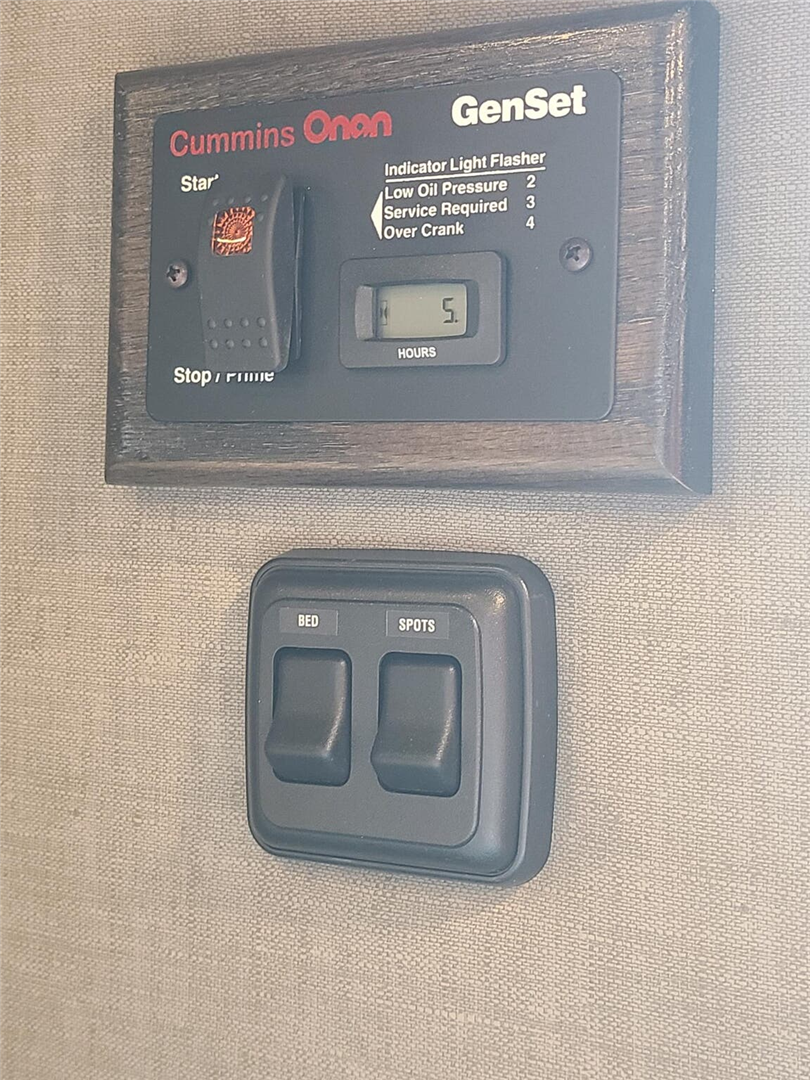 Cummins Onan GenSet
Start
Indicator Light Flasher
Low Oil Pressure 2
Service Required 3
Over Crank 4
5.
HOURS
Stop / Prime
BED SPOTS